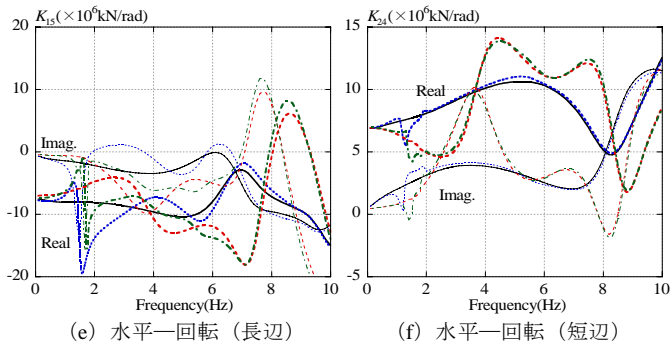 K₁₅(×10⁶kN/rad)
20
10
0
-10
-20
Imag.
Real
0 2 4 6 8 10
Frequency(Hz)
(e) 水平―回転（長辺）
K₂₄(×10⁶kN/rad)
15
10
5
0
-5
Real
Imag.
0 2 4 6 8 10
Frequency(Hz)
(f) 水平―回転（短辺）